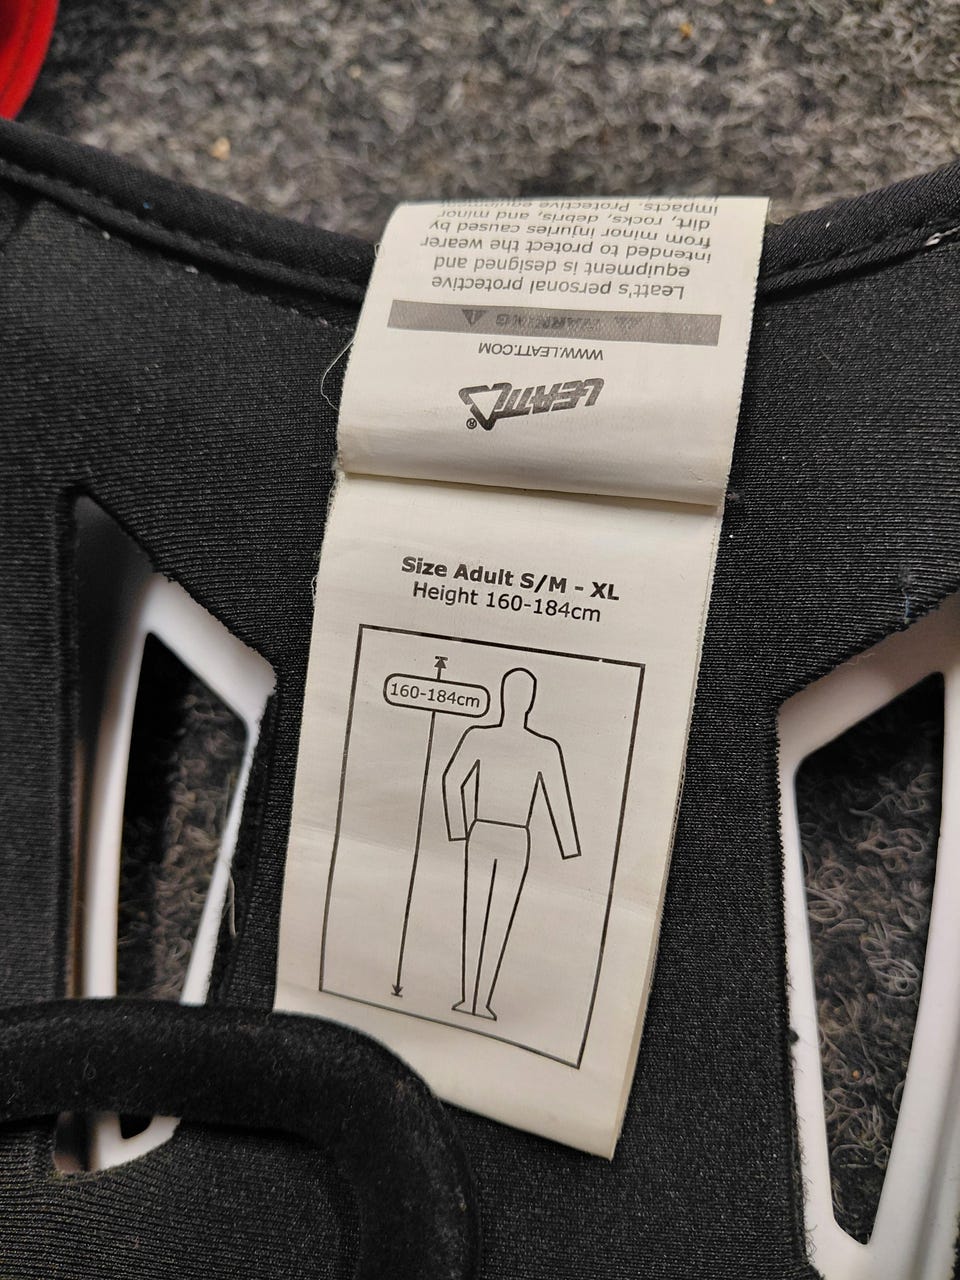 impacts. Protective equipment
dirt, rocks, debris, and minor
from minor injuries caused by
intended to protect the wearer
equipment is designed and
Leatt's personal protective
⚠ WARNING ⚠
WWW.LEATT.COM
LEATT®
Size Adult S/M - XL
Height 160-184cm
160-184cm